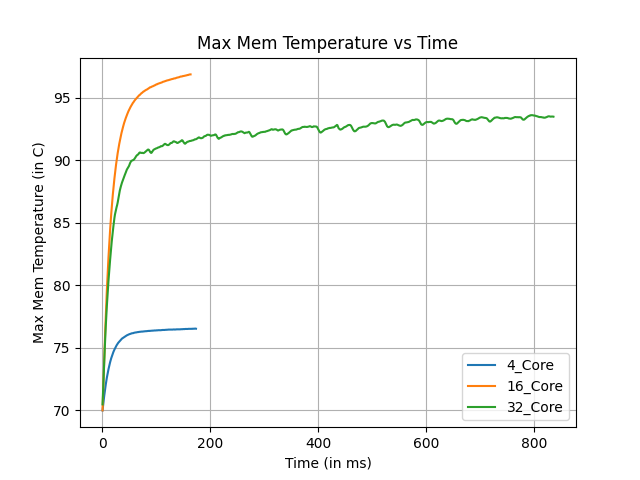 Max Mem Temperature vs Time
Max Mem Temperature (in C)
95
90
85
80
75
70
0 200 400 600 800
Time (in ms)
4_Core
16_Core
32_Core